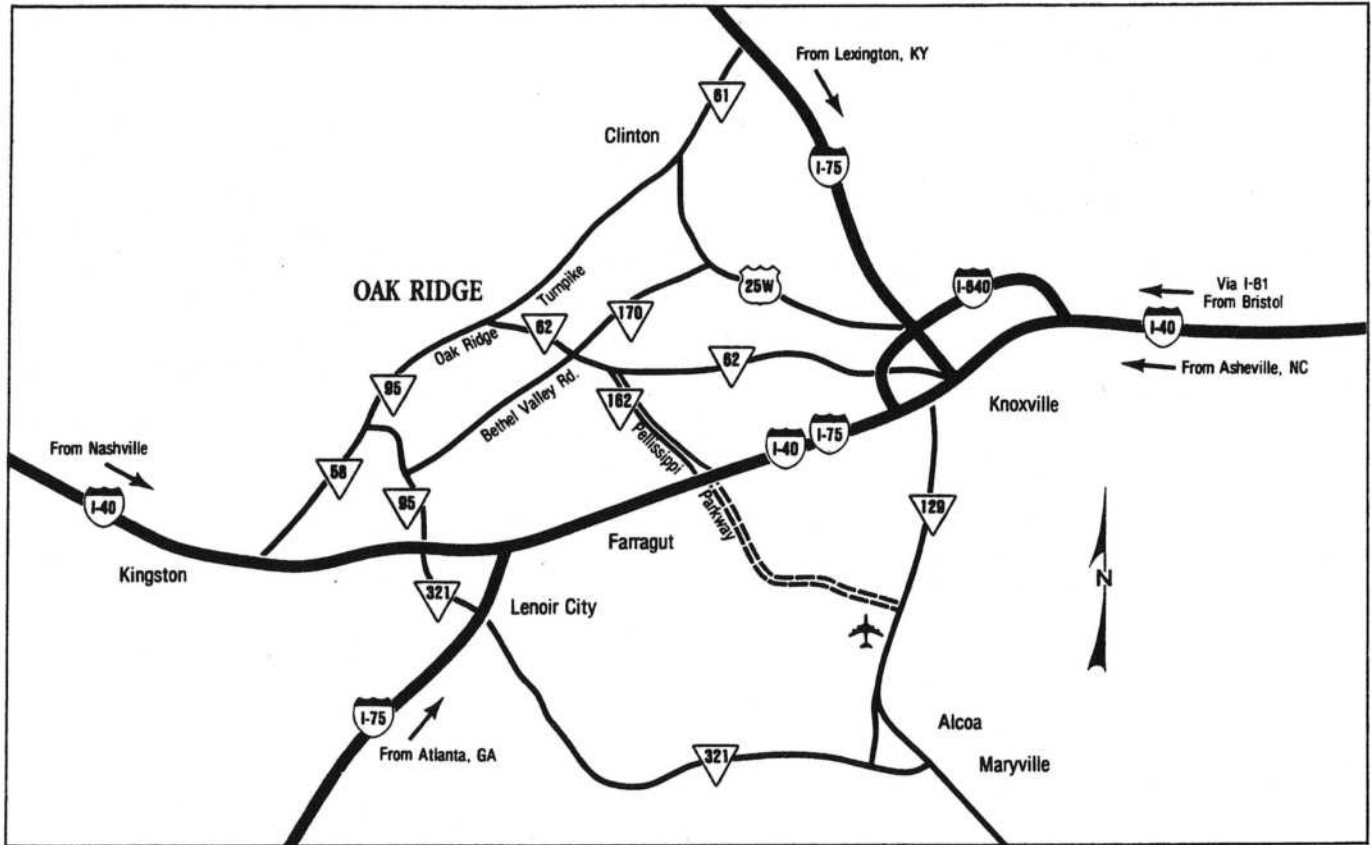 From Lexington, KY
61
Clinton
I-75
OAK RIDGE
Turnpike
25W
I-640
Via I-81
From Bristol
170
62
I-40
Oak Ridge
62
From Asheville, NC
95
162
Bethel Valley Rd.
Knoxville
I-75
I-40
Pellissippi
From Nashville
58
I-40
95
Parkway
129
Farragut
Kingston
N
321
Lenoir City
I-75
Alcoa
From Atlanta, GA
321
Maryville